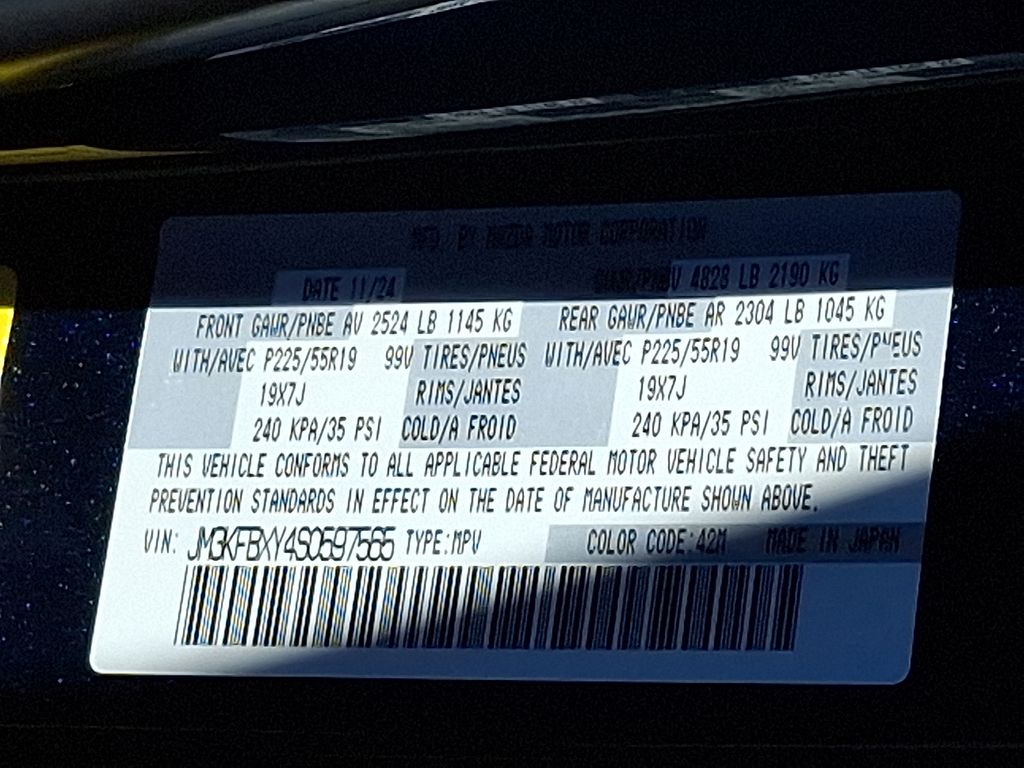 MFD. BY MAZDA MOTOR CORPORATION
DATE 11/24 GVWR/PNBV 4828 LB 2190 KG
FRONT GAWR/PNBE AV 2524 LB 1145 KG REAR GAWR/PNBE AR 2304 LB 1045 KG
WITH/AVEC P225/55R19 99V TIRES/PNEUS WITH/AVEC P225/55R19 99V TIRES/PNEUS
19X7J RIMS/JANTES 19X7J RIMS/JANTES
240 KPA/35 PSI COLD/A FROID 240 KPA/35 PSI COLD/A FROID
THIS VEHICLE CONFORMS TO ALL APPLICABLE FEDERAL MOTOR VEHICLE SAFETY AND THEFT
PREVENTION STANDARDS IN EFFECT ON THE DATE OF MANUFACTURE SHOWN ABOVE.
VIN: JM3KFBXY4S0597565 TYPE:MPV COLOR CODE:42M MADE IN JAPAN